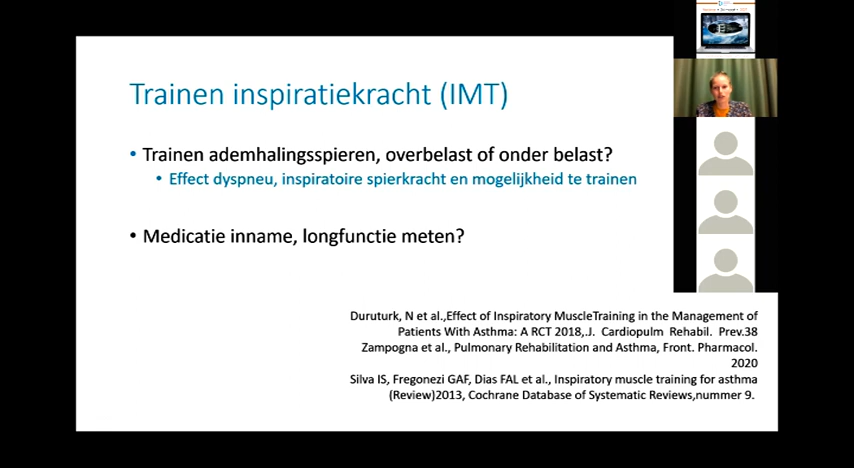 Trainen inspiratiekracht (IMT)
• Trainen ademhalingsspieren, overbelast of onder belast?
• Effect dyspneu, inspiratoire spierkracht en mogelijkheid te trainen
• Medicatie inname, longfunctie meten?
Duruturk, N et al.,Effect of Inspiratory MuscleTraining in the Management of
Patients With Asthma: A RCT 2018,.J. Cardiopulm Rehabil. Prev.38
Zampogna et al., Pulmonary Rehabilitation and Asthma, Front. Pharmacol.
2020
Silva IS, Fregonezi GAF, Dias FAL et al., Inspiratory muscle training for asthma
(Review)2013, Cochrane Database of Systematic Reviews,nummer 9.